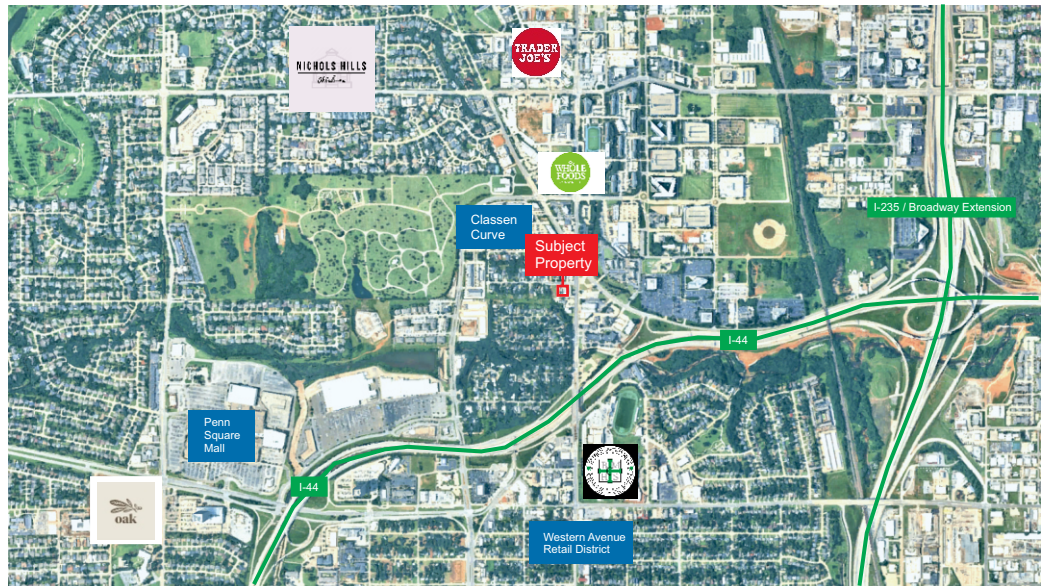 NICHOLS HILLS
TRADER
JOE'S
WHOLE
FOODS
I-235 / Broadway Extension
Classen
Curve
Subject
Property
I-44
Penn
Square
Mall
I-44
oak
Western Avenue
Retail District